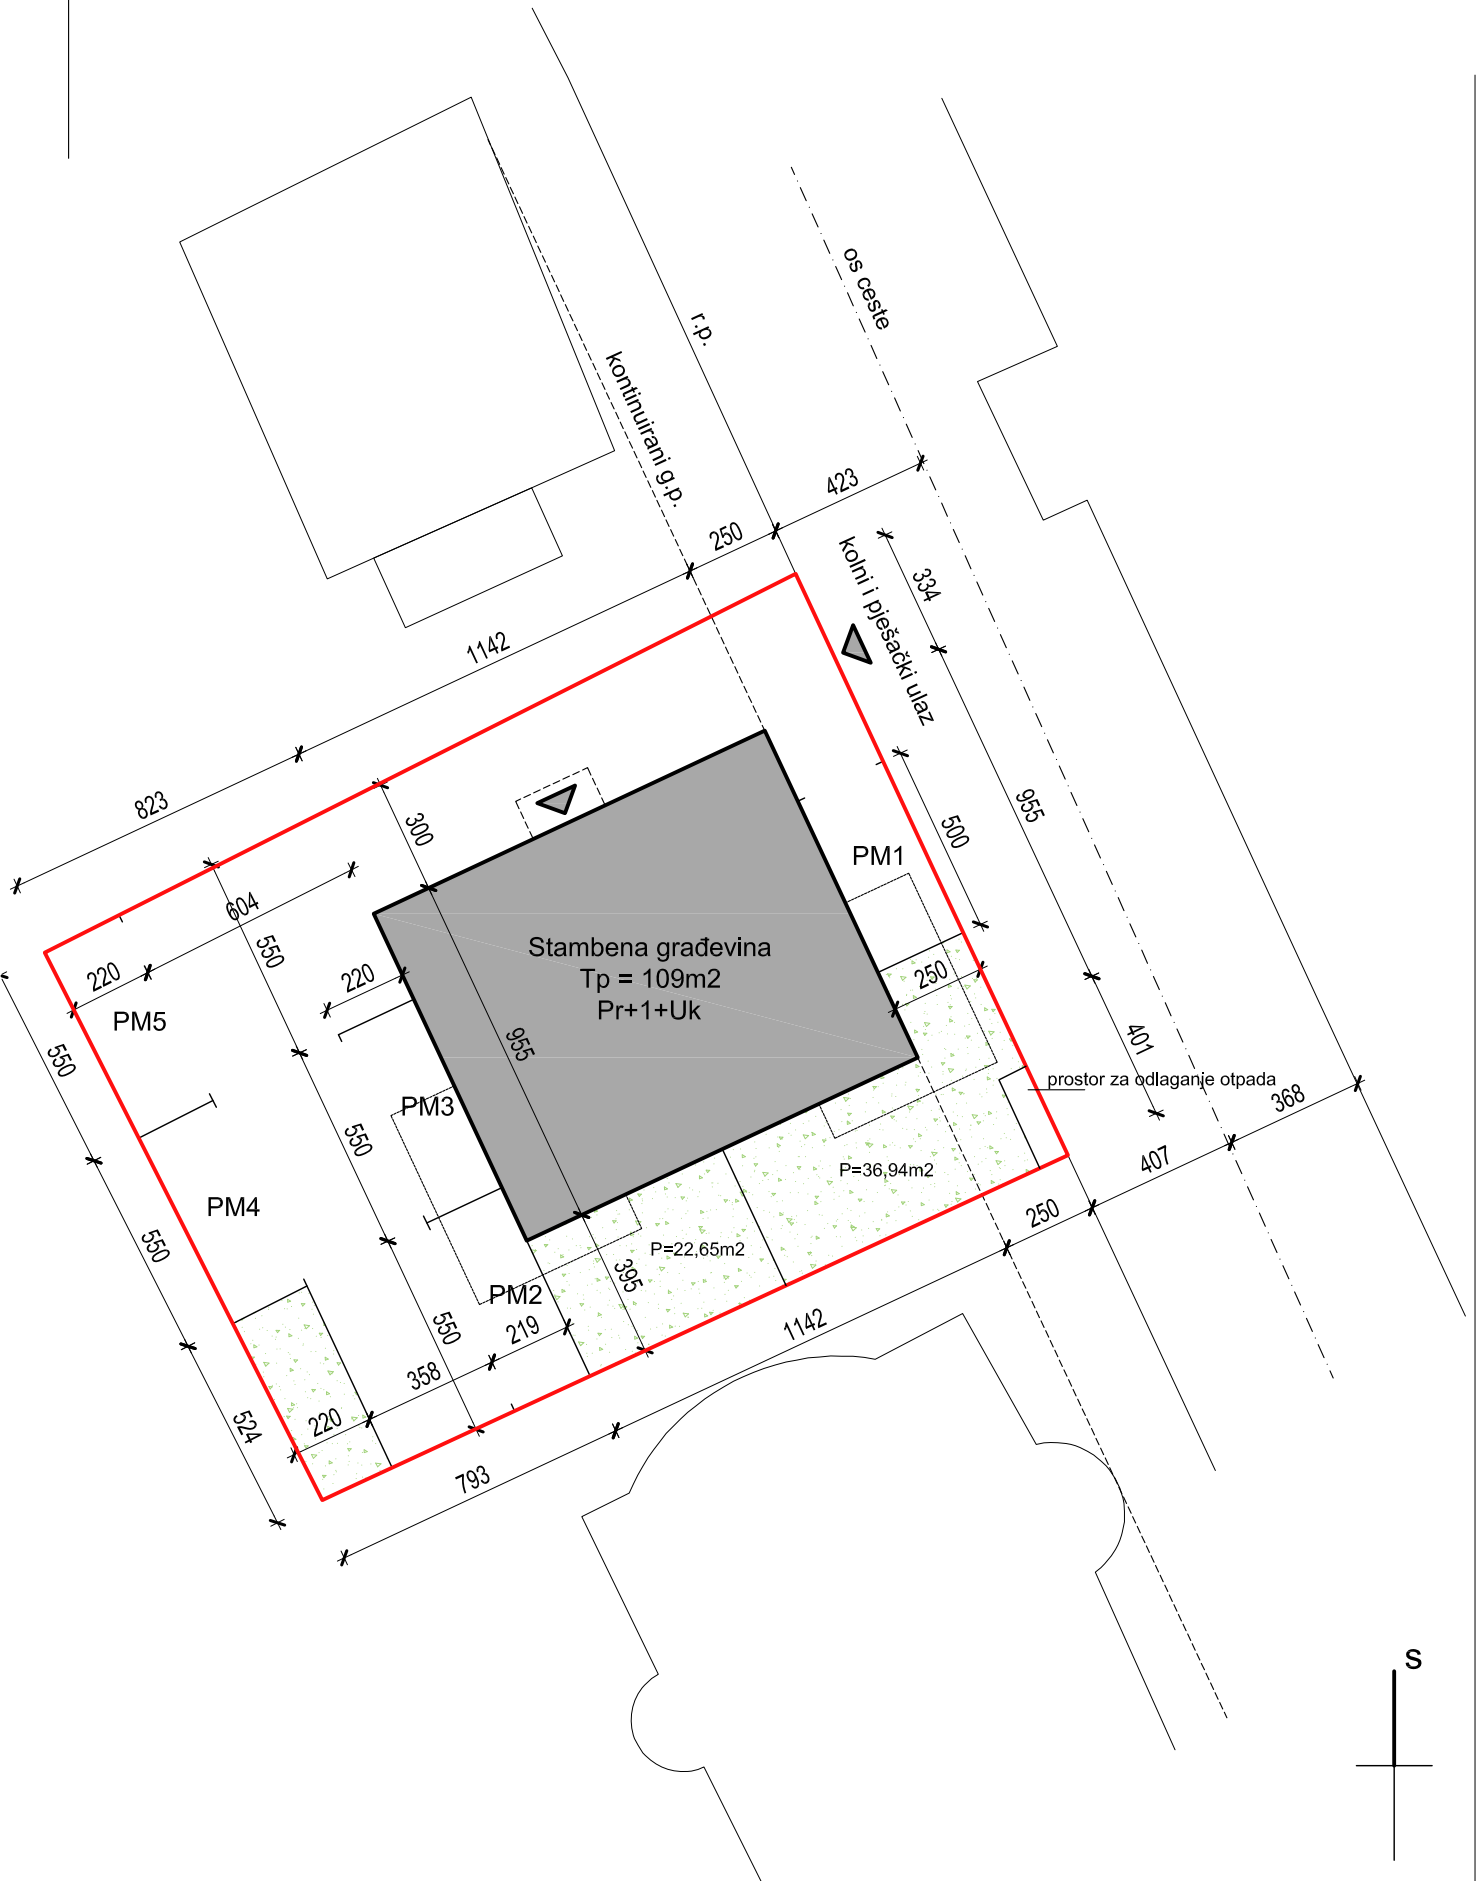 os ceste
r.p.
kontinuirani g.p.
423
250
kolni i pješački ulaz
334
1142
823
955
300
500
PM1
604
550
Stambena građevina
Tp = 109m2
Pr+1+Uk
220
220
250
PM5
955
401
550
prostor za odlaganje otpada
368
PM3
550
407
P=36,94m2
PM4
250
550
P=22,65m2
395
PM2
550
219
1142
358
220
524
793
S